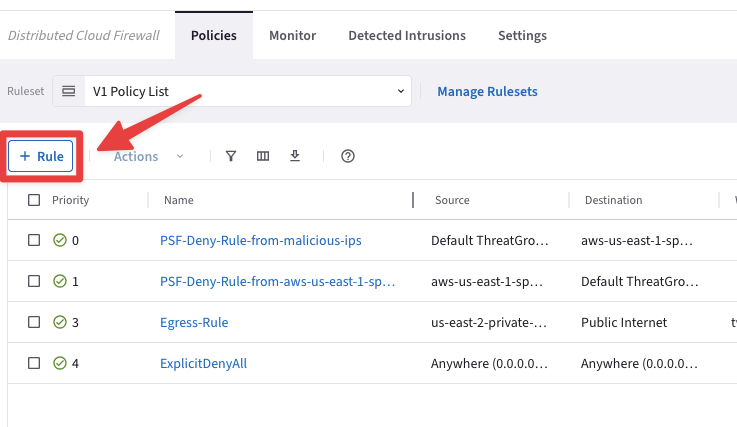 Distributed Cloud Firewall Policies Monitor Detected Intrusions Settings
Ruleset V1 Policy List Manage Rulesets
+ Rule Actions
Priority Name Source Destination
0 PSF-Deny-Rule-from-malicious-ips Default ThreatGro... aws-us-east-1-sp...
1 PSF-Deny-Rule-from-aws-us-east-1-sp... aws-us-east-1-sp... Default ThreatGro...
3 Egress-Rule us-east-2-private-... Public Internet
4 ExplicitDenyAll Anywhere (0.0.0.0... Anywhere (0.0.0...